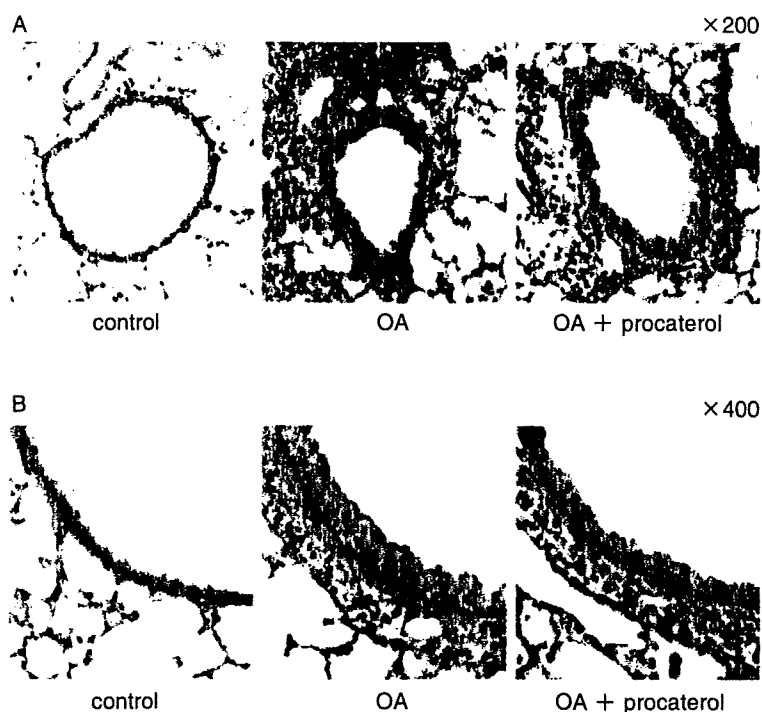 A ×200
control OA OA + procaterol
B ×400
control OA OA + procaterol